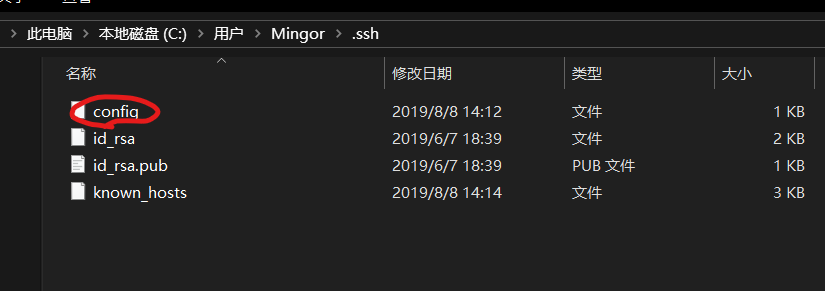 此电脑 > 本地磁盘 (C:) > 用户 > Mingor > .ssh
名称 修改日期 类型 大小
config 2019/8/8 14:12 文件 1 KB
id_rsa 2019/6/7 18:39 文件 2 KB
id_rsa.pub 2019/6/7 18:39 PUB 文件 1 KB
known_hosts 2019/8/8 14:14 文件 3 KB